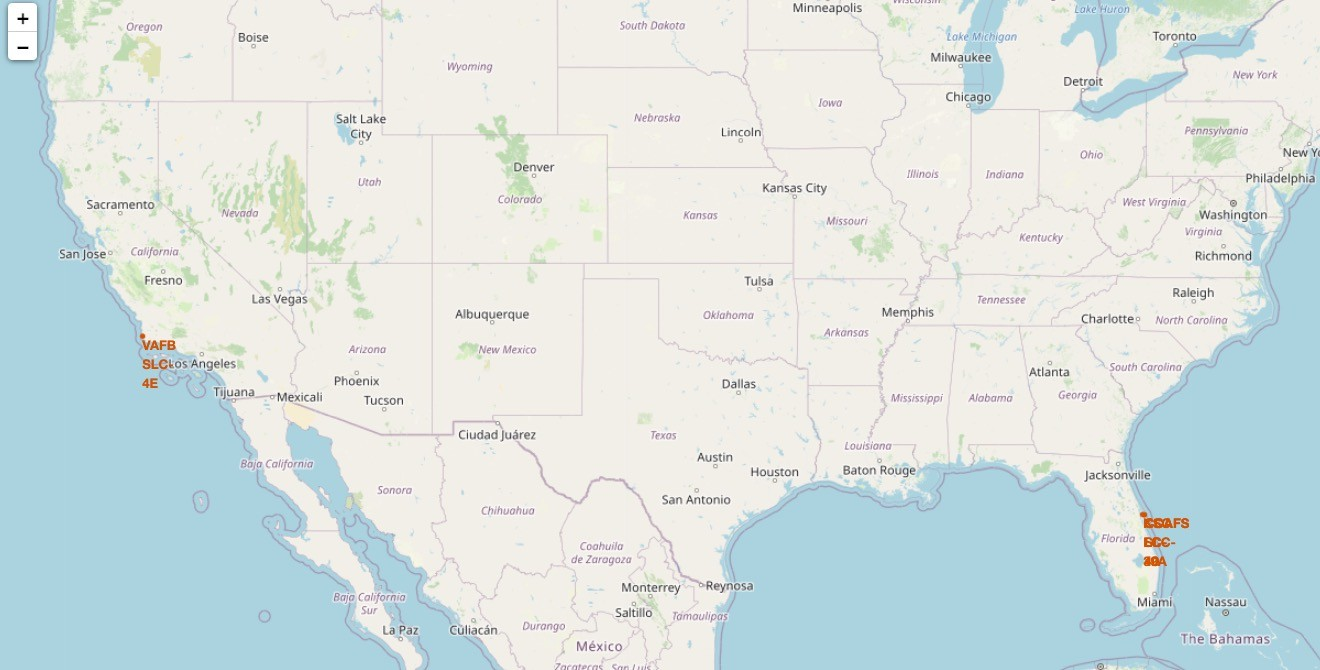 +
−
Oregon
Boise
Wyoming
South Dakota
Minneapolis
Wisconsin
Lake Michigan
Milwaukee
Chicago
Lake Huron
Toronto
Detroit
New York
Iowa
Nebraska
Lincoln
Salt Lake
City
Denver
Utah
Colorado
Nevada
Sacramento
San Jose
California
Fresno
Las Vegas
Kansas City
Kansas
Missouri
Illinois
Indiana
Ohio
Pennsylvania
New Yo
Philadelphia
West Virginia
Washington
Virginia
Richmond
Kentucky
Tulsa
Oklahoma
Albuquerque
New Mexico
Arizona
Phoenix
Tucson
VAFB
SLC-
4E
Los Angeles
Tijuana
Mexicali
Memphis
Tennessee
Arkansas
Raleigh
Charlotte
North Carolina
South Carolina
Atlanta
Georgia
Alabama
Mississippi
Dallas
Texas
Ciudad Juárez
Austin
Houston
San Antonio
Louisiana
Baton Rouge
Jacksonville
Florida
Miami
Nassau
The Bahamas
Baja California
Sonora
Chihuahua
Coahuila
de Zaragoza
Monterrey
Reynosa
Saltillo
Tamaulipas
Baja California
Sur
La Paz
Culiacán
Durango
México
Zacatecas
San Luis